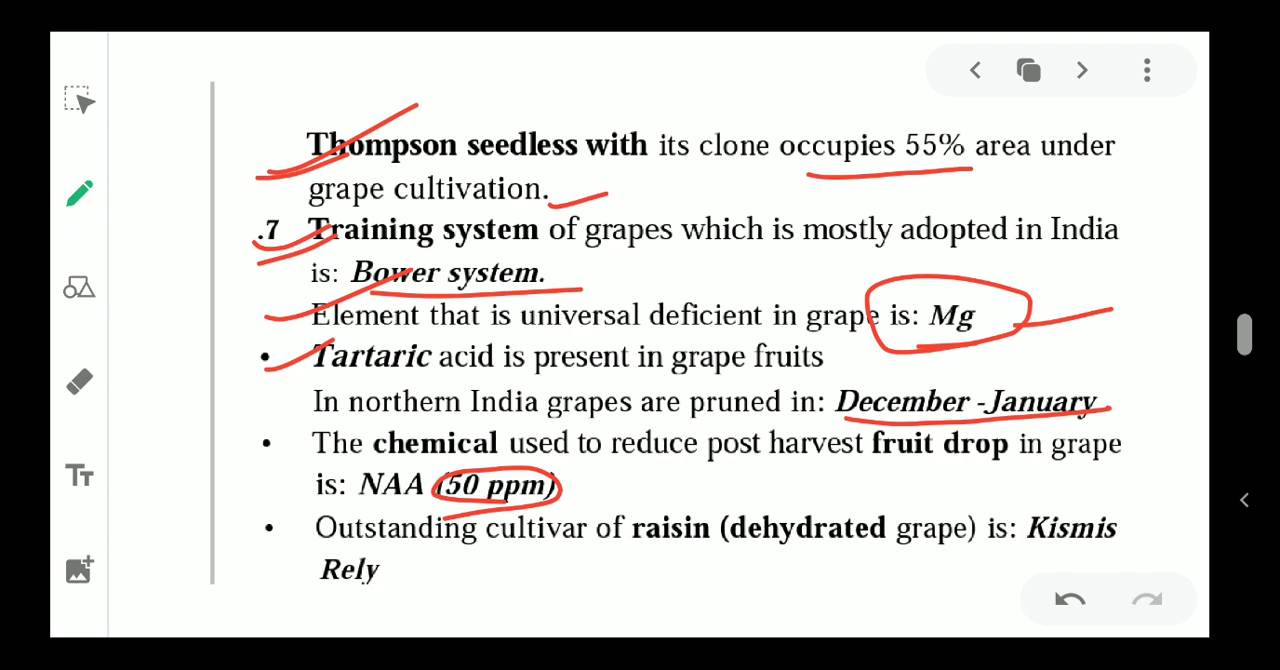 Thompson seedless with its clone occupies 55% area under
grape cultivation.
.7 Training system of grapes which is mostly adopted in India
is: Bower system.
Element that is universal deficient in grape is: Mg
• Tartaric acid is present in grape fruits
In northern India grapes are pruned in: December -January
• The chemical used to reduce post harvest fruit drop in grape
is: NAA (50 ppm)
• Outstanding cultivar of raisin (dehydrated grape) is: Kismis
Rely
Tт